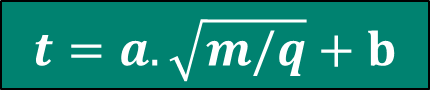 t = a. √m/q + b